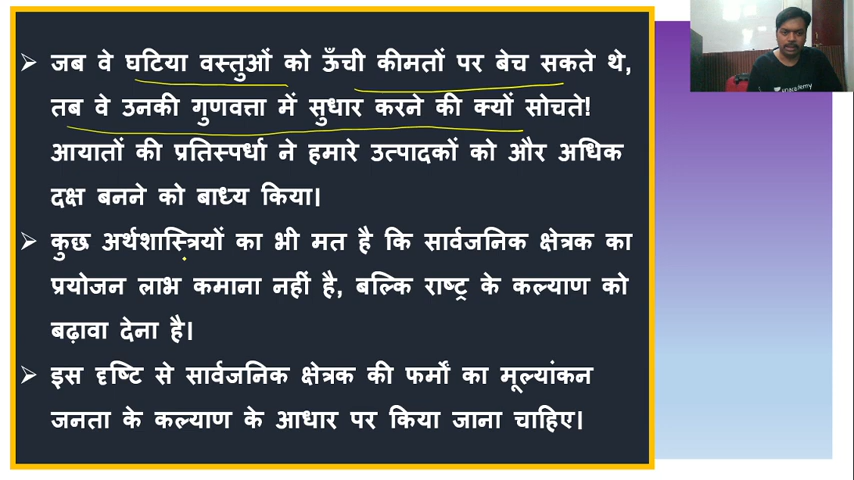 जब वे घटिया वस्तुओं को ऊँची कीमतों पर बेच सकते थे,
तब वे उनकी गुणवत्ता में सुधार करने की क्यों सोचते!
आयातों की प्रतिस्पर्धा ने हमारे उत्पादकों को और अधिक
दक्ष बनने को बाध्य किया।
कुछ अर्थशास्त्रियों का भी मत है कि सार्वजनिक क्षेत्रक का
प्रयोजन लाभ कमाना नहीं है, बल्कि राष्ट्र के कल्याण को
बढ़ावा देना है।
इस दृष्टि से सार्वजनिक क्षेत्रक की फर्मों का मूल्यांकन
जनता के कल्याण के आधार पर किया जाना चाहिए।